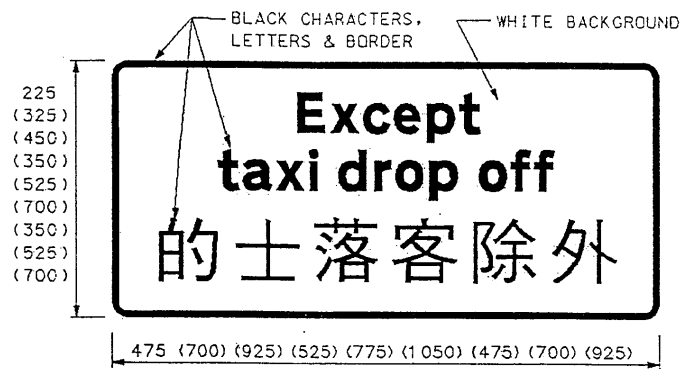 BLACK CHARACTERS,
LETTERS & BORDER
WHITE BACKGROUND
225
(325)
(450)
(350)
(525)
(700)
(350)
(525)
(700)
Except
taxi drop off
的士落客除外
475 (700) (925) (525) (775) (1050) (475) (700) (925)